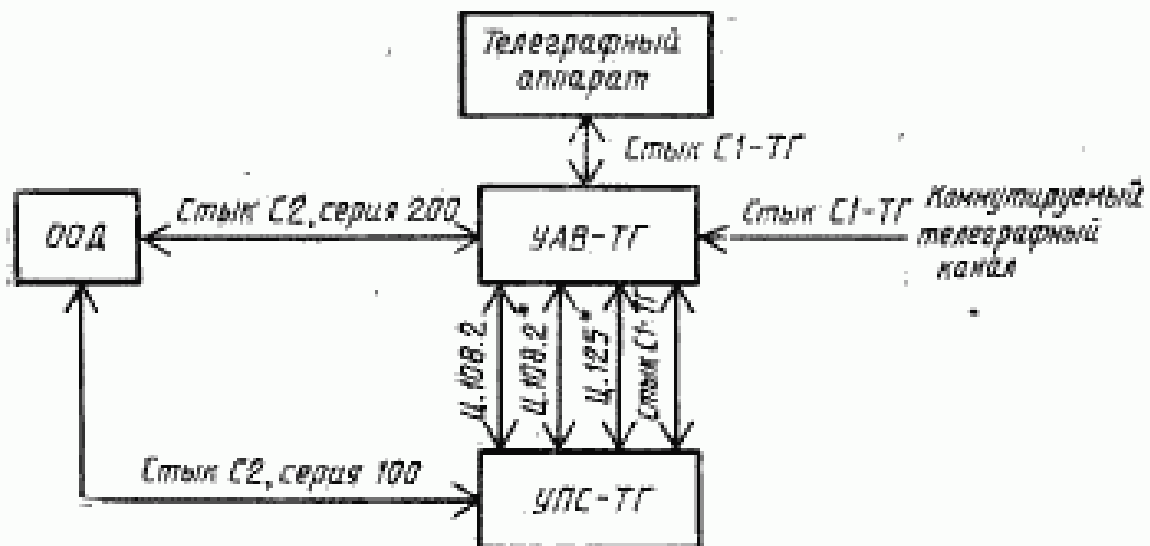 Телеграфный
аппарат
Стык С1-ТГ
Стык С2, серия 200
ООД
УАВ-ТГ
Стык С1-ТГ
Коммутируемый
телеграфный
канал
Ц.108.2
Ц.108.2*
Ц.125*
стык С1-ТГ
Стык С2, серия 100
УПС-ТГ